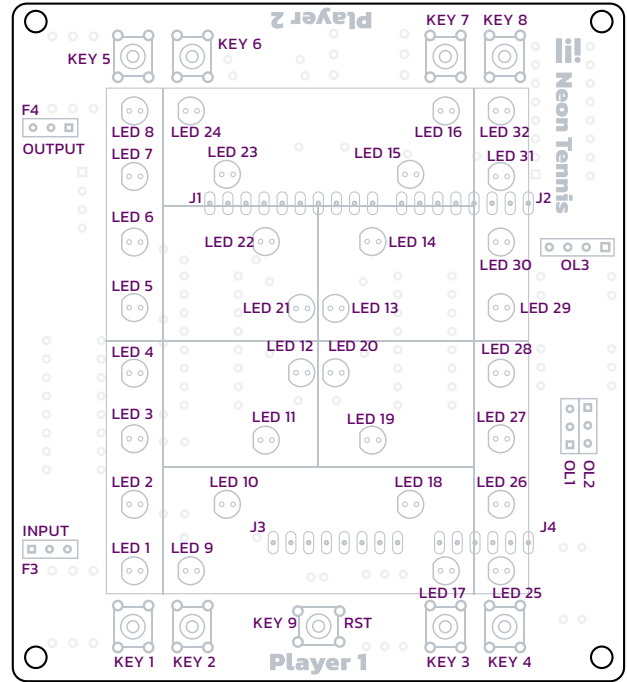 Player 2
KEY 7
KEY 8
KEY 5
KEY 6
Neon Tennis
F4
OUTPUT
LED 8
LED 24
LED 16
LED 32
LED 7
LED 23
LED 15
LED 31
J1
J2
LED 6
LED 22
LED 14
LED 30
OL3
LED 5
LED 21
LED 13
LED 29
LED 4
LED 12
LED 20
LED 28
LED 3
LED 11
LED 19
LED 27
OL1
OL2
LED 2
LED 10
LED 18
LED 26
INPUT
F3
J3
J4
LED 1
LED 9
LED 17
LED 25
KEY 9
RST
KEY 1
KEY 2
Player 1
KEY 3
KEY 4